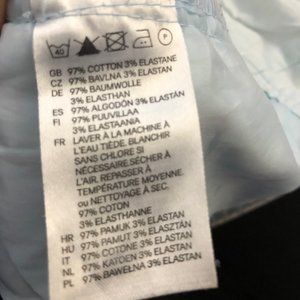 40 P
GB 97% COTTON 3% ELASTANE
CZ 97% BAVLNA 3% ELASTAN
DE 97% BAUMWOLLE
3% ELASTHAN
ES 97% ALGODÓN 3% ELASTANO
FI 97% PUUVILLAA
3% ELASTAANIA
FR LAVER À LA MACHINE À
L'EAU TIÈDE. BLANCHIR
SANS CHLORE SI
NÉCESSAIRE.SÉCHER À
L'AIR. REPASSER À
TEMPÉRATURE MOYENNE
ou NETTOYAGE À SEC.
97% COTON
3% ELASTHANNE
HR 97% PAMUK 3% ELASTAN
HU 97% PAMUT 3% ELASZTÁN
IT 97% COTONE 3% ELASTAN
NL 97% KATOEN 3% ELASTAN
PL 97% BAWEŁNA 3% ELASTAN